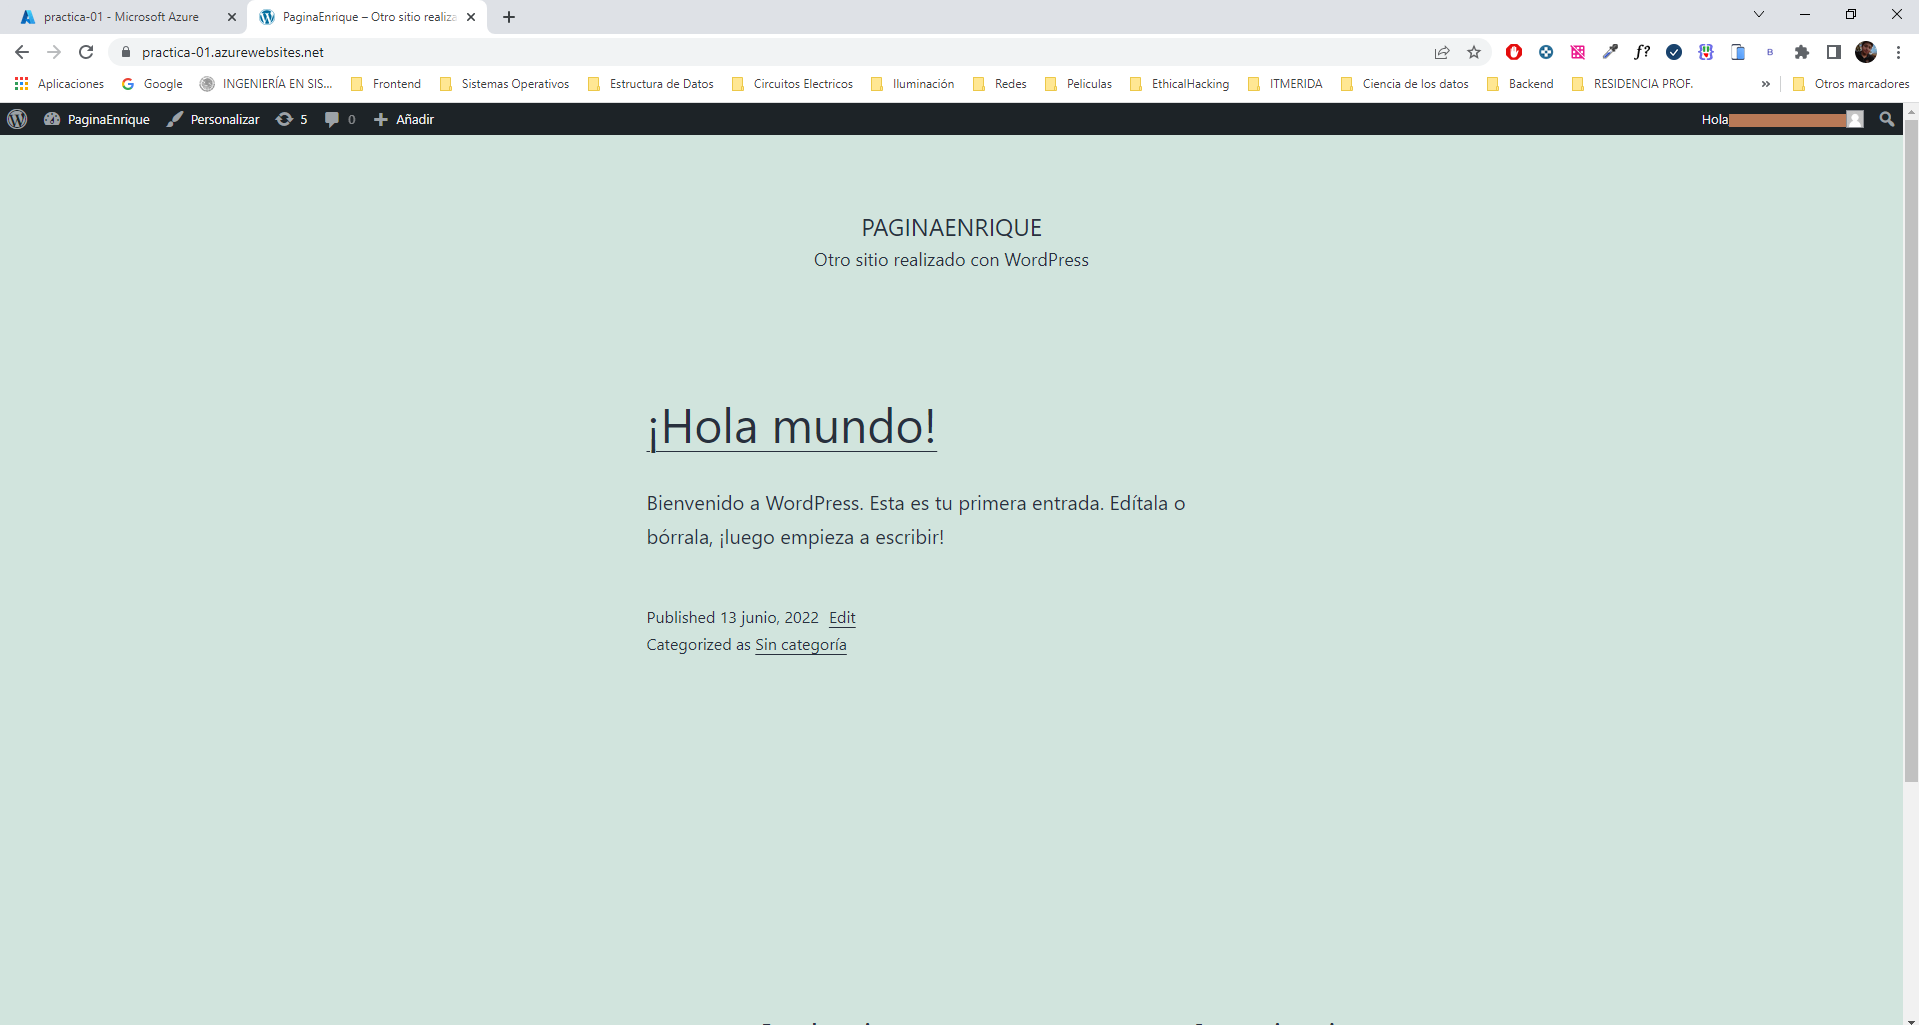 practica-01 - Microsoft Azure
PaginaEnrique – Otro sitio realiza
practica-01.azurewebsites.net
f?
B
Aplicaciones
Google
INGENIERÍA EN SIS...
Frontend
Sistemas Operativos
Estructura de Datos
Circuitos Electricos
Iluminación
Redes
Peliculas
EthicalHacking
ITMERIDA
Ciencia de los datos
Backend
RESIDENCIA PROF.
»
Otros marcadores
PaginaEnrique
Personalizar
5
0
Añadir
Hola
PAGINAENRIQUE
Otro sitio realizado con WordPress
¡Hola mundo!
Bienvenido a WordPress. Esta es tu primera entrada. Edítala o
bórrala, ¡luego empieza a escribir!
Published 13 junio, 2022 Edit
Categorized as Sin categoría